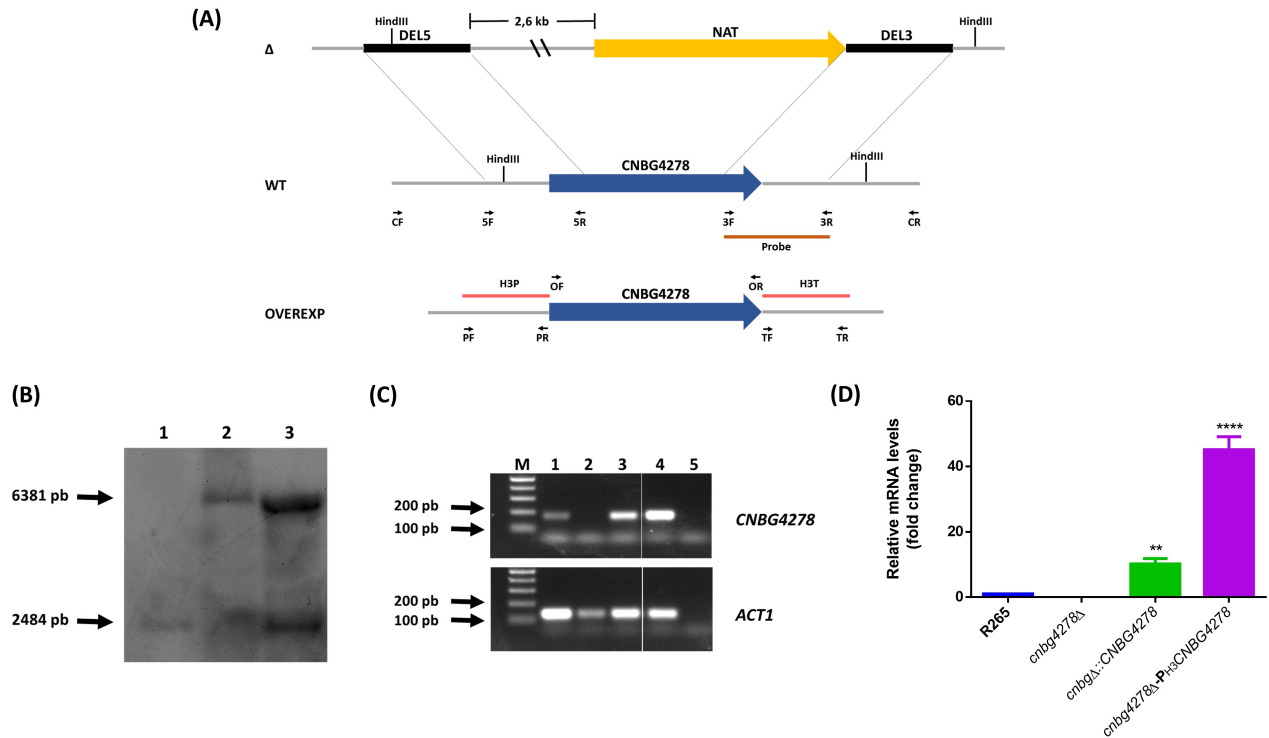 (A)
HindIII
DEL5
2,6 kb
NAT
DEL3
HindIII
Δ
HindIII
CNBG4278
HindIII
WT
CF
5F
5R
3F
3R
CR
Probe
H3P
OF
CNBG4278
OR
H3T
OVEREXP
PF
PR
TF
TR
(B)
1 2 3
6381 pb
2484 pb
(C)
M 1 2 3 4 5
200 pb
100 pb
CNBG4278
200 pb
100 pb
ACT1
(D)
Relative mRNA levels
(fold change)
60
40
20
0
**
****
R265
cnbg4278Δ
cnbgΔ::CNBG4278
cnbg4278Δ-PH3CNBG4278